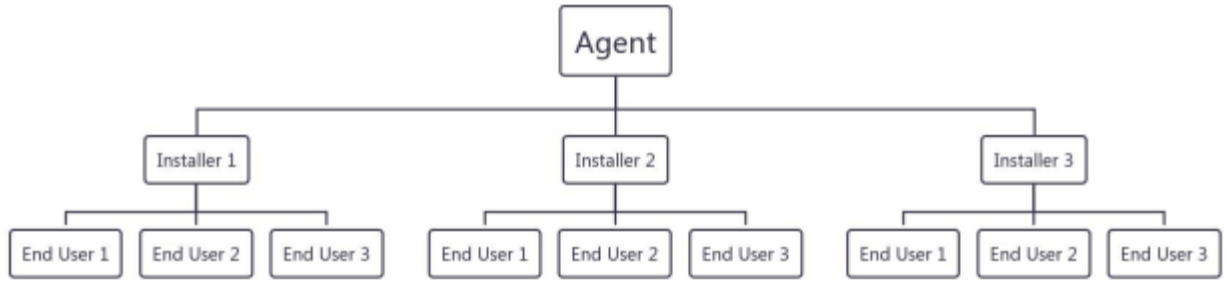 Agent
Installer 1
Installer 2
Installer 3
End User 1
End User 2
End User 3
End User 1
End User 2
End User 3
End User 1
End User 2
End User 3